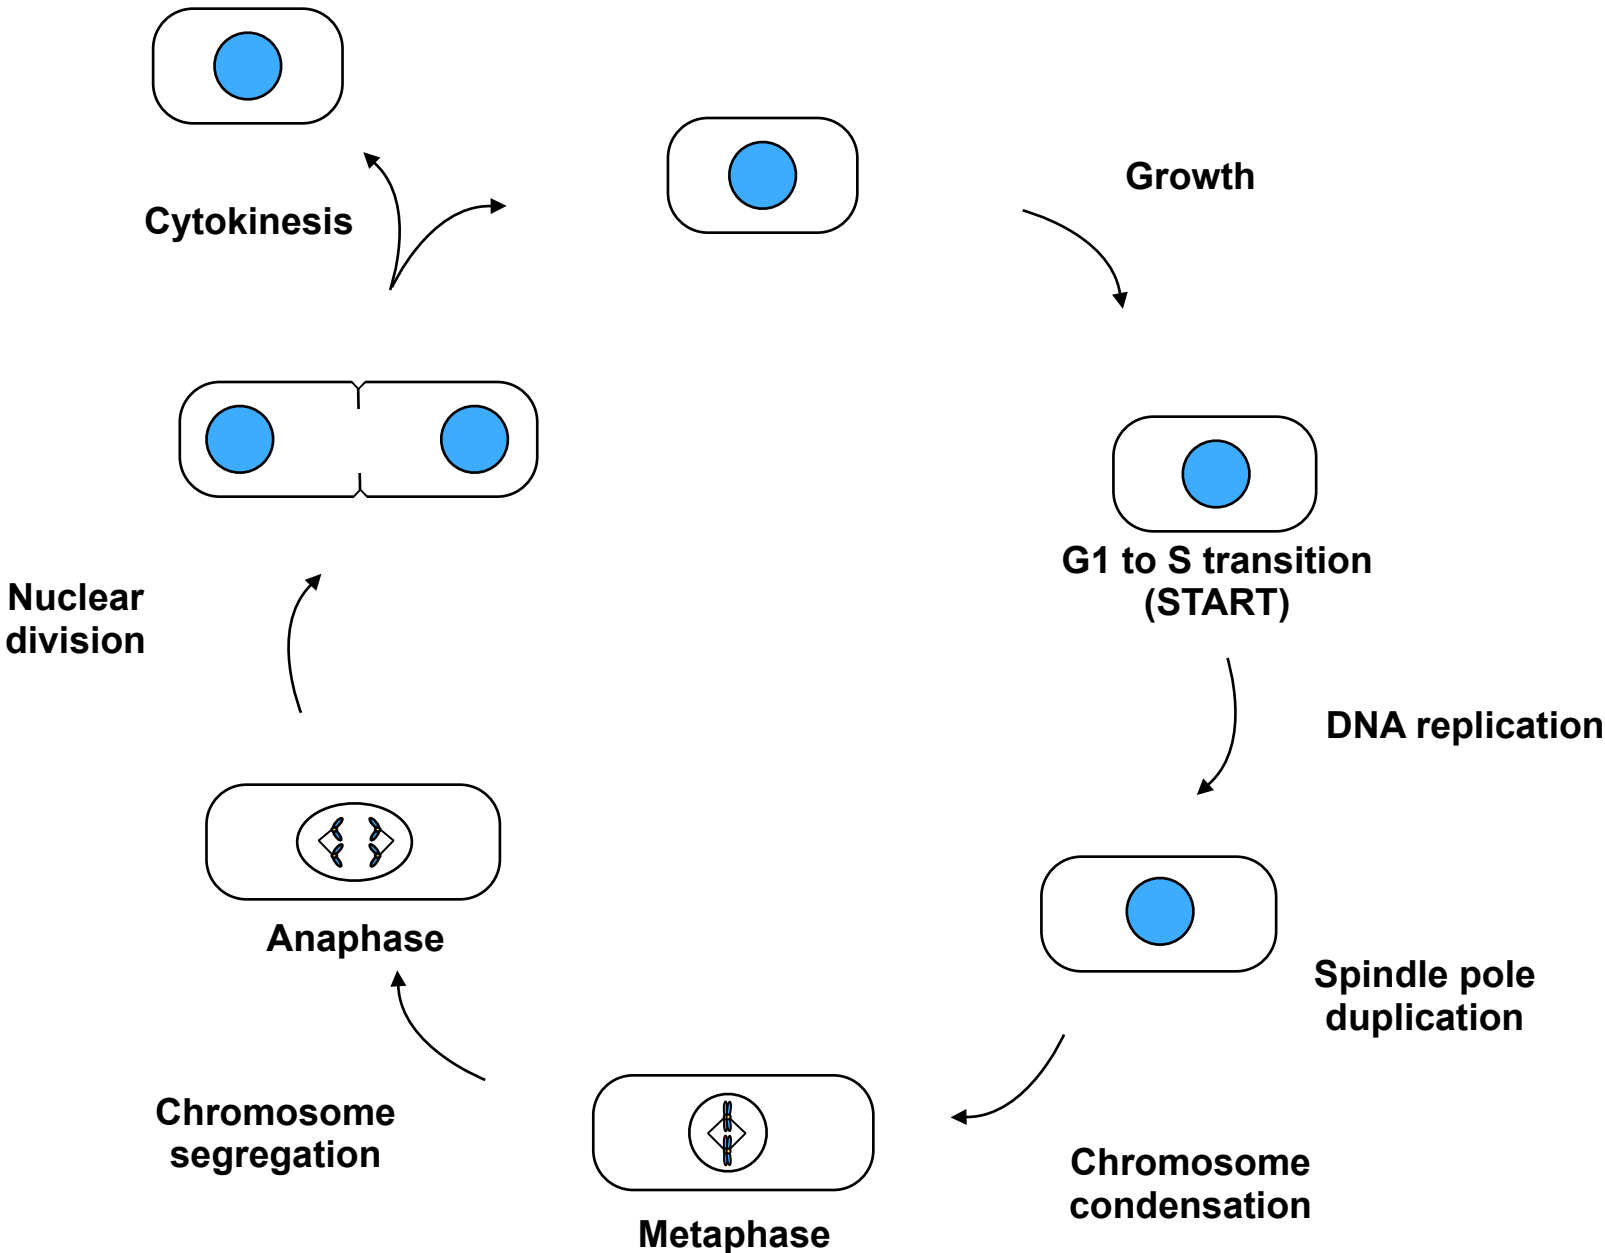 Cytokinesis
Growth
G1 to S transition
(START)
Nuclear
division
DNA replication
Anaphase
Spindle pole
duplication
Chromosome
segregation
Chromosome
condensation
Metaphase